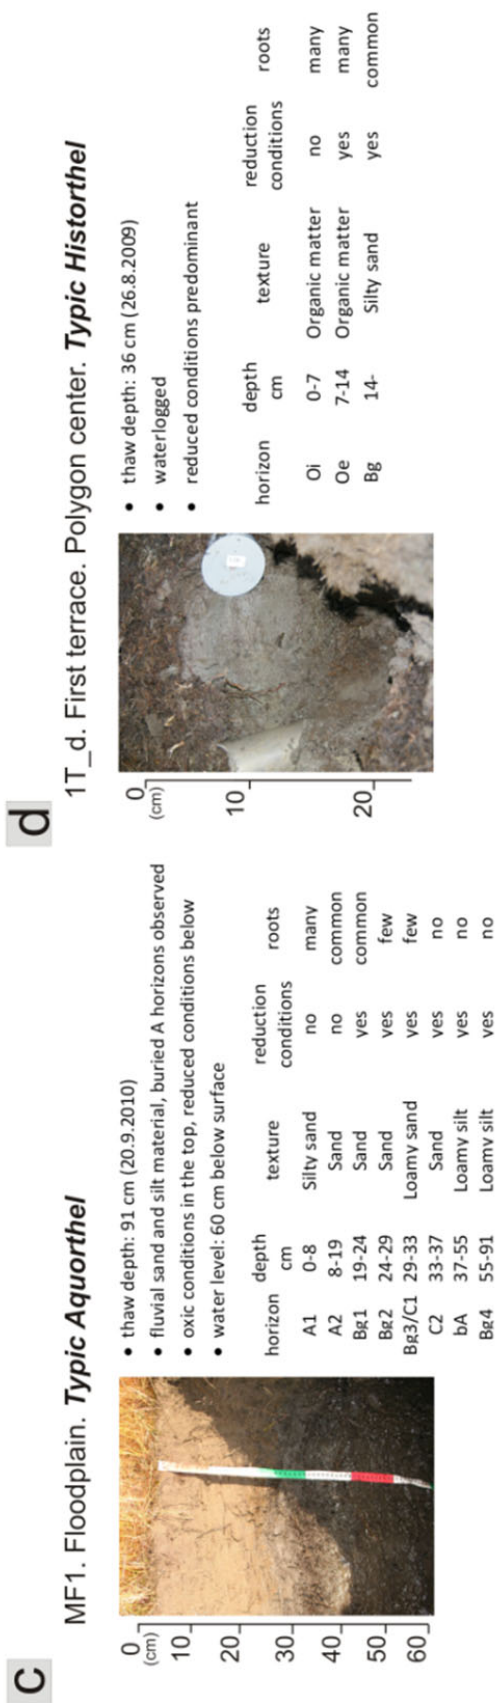 c
MF1. Floodplain. Typic Aquorthel
0
(cm)
10
20
30
40
50
60
• thaw depth: 91 cm (20.9.2010)
• fluvial sand and silt material, buried A horizons observed
• oxic conditions in the top, reduced conditions below
• water level: 60 cm below surface
horizon depth cm texture reduction conditions roots
A1 0-8 Silty sand no many
A2 8-19 Sand no common
Bg1 19-24 Sand yes common
Bg2 24-29 Sand yes few
Bg3/C1 29-33 Loamy sand yes few
C2 33-37 Sand yes no
bA 37-55 Loamy silt yes no
Bg4 55-91 Loamy silt yes no
d
1T_d. First terrace. Polygon center. Typic Historthel
0
(cm)
10
20
• thaw depth: 36 cm (26.8.2009)
• waterlogged
• reduced conditions predominant
horizon depth cm texture reduction conditions roots
Oi 0-7 Organic matter no many
Oe 7-14 Organic matter yes many
Bg 14- Silty sand yes common